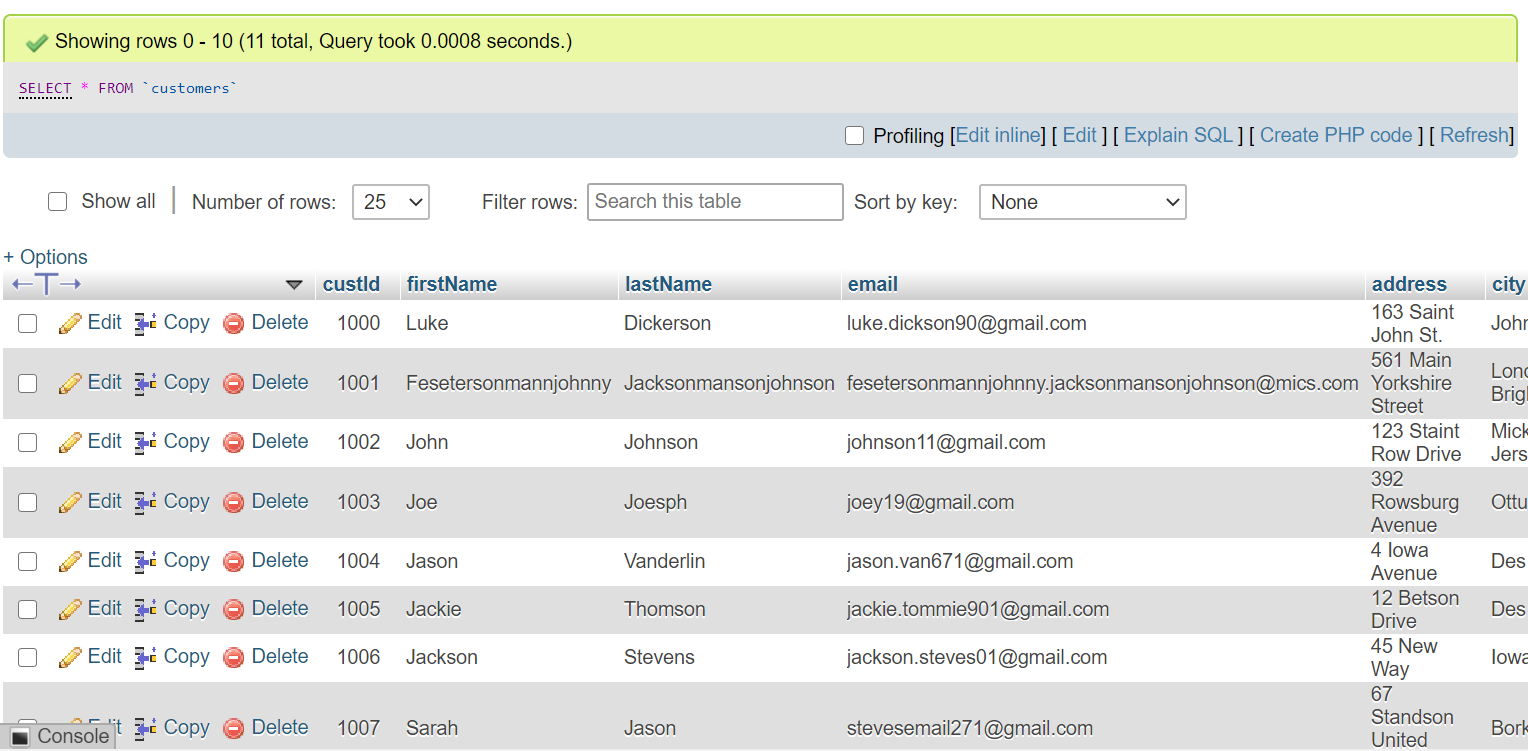 Showing rows 0 - 10 (11 total, Query took 0.0008 seconds.)
SELECT * FROM `customers`
Profiling [Edit inline] [ Edit ] [ Explain SQL ] [ Create PHP code ] [ Refresh]
Show all | Number of rows: 25 Filter rows: Search this table Sort by key: None
+ Options
←T→ custId firstName lastName email address city
Edit Copy Delete 1000 Luke Dickerson luke.dickson90@gmail.com 163 Saint
John St. John
Edit Copy Delete 1001 Fesetersonmannjohnny Jacksonmansonjohnson fesetersonmannjohnny.jacksonmansonjohnson@mics.com 561 Main
Yorkshire
Street
Edit Copy Delete 1002 John Johnson johnson11@gmail.com 123 Staint
Row Drive Mick
Jers
Edit Copy Delete 1003 Joe Joesph joey19@gmail.com 392
Rowsburg
Avenue Ottu
Edit Copy Delete 1004 Jason Vanderlin jason.van671@gmail.com 4 Iowa
Avenue Des
Edit Copy Delete 1005 Jackie Thomson jackie.tommie901@gmail.com 12 Betson
Drive Des
Edit Copy Delete 1006 Jackson Stevens jackson.steves01@gmail.com 45 New
Way Iowa
Edit Copy Delete 1007 Sarah Jason stevesemail271@gmail.com 67
Standson
United Bork
Console